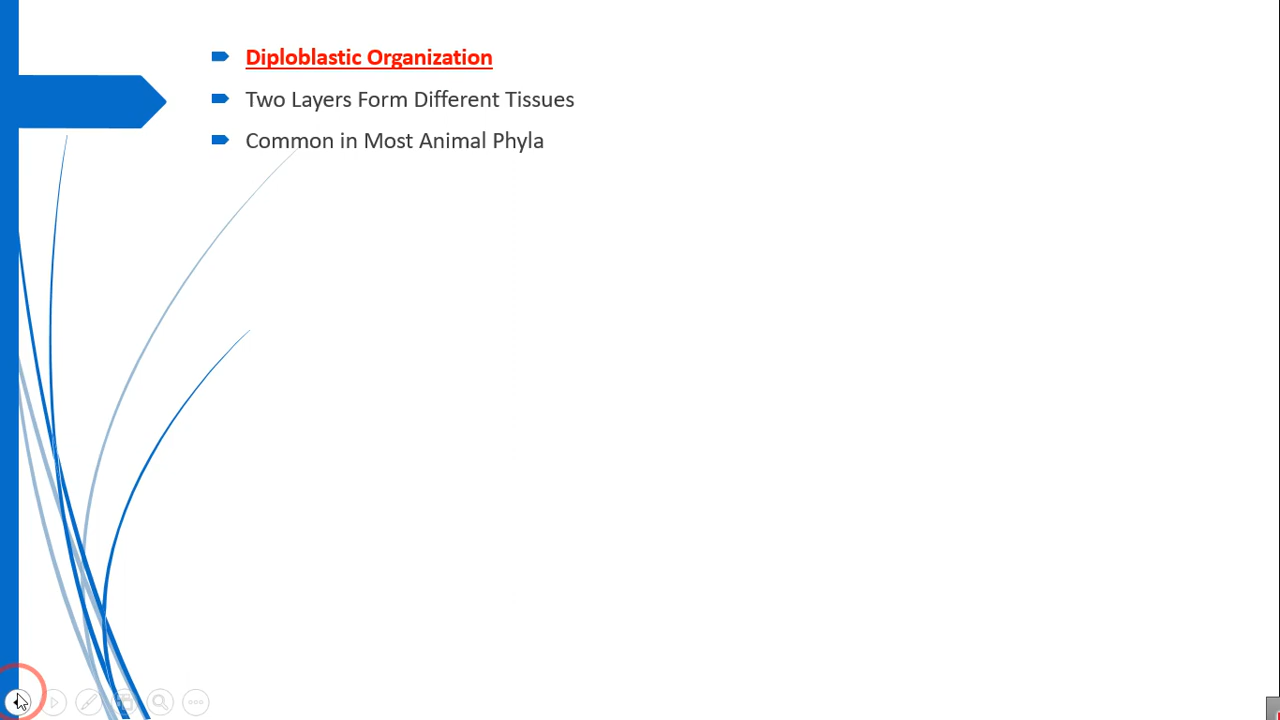 Diploblastic Organization
Two Layers Form Different Tissues
Common in Most Animal Phyla